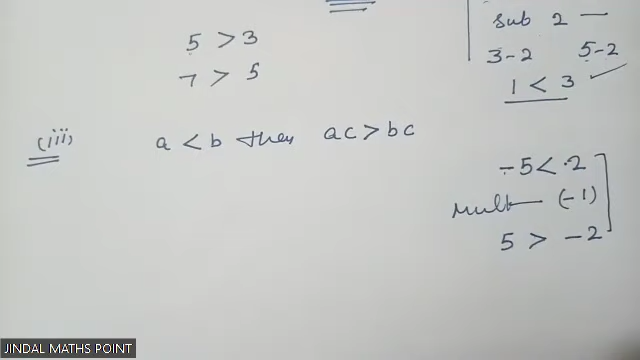 5 > 3
7 > 5
sub 2 —
3-2 5-2
1 < 3 ✓
(iii) a < b then ac > bc
-5 < 2
mult— (-1)
5 > -2
JINDAL MATHS POINT